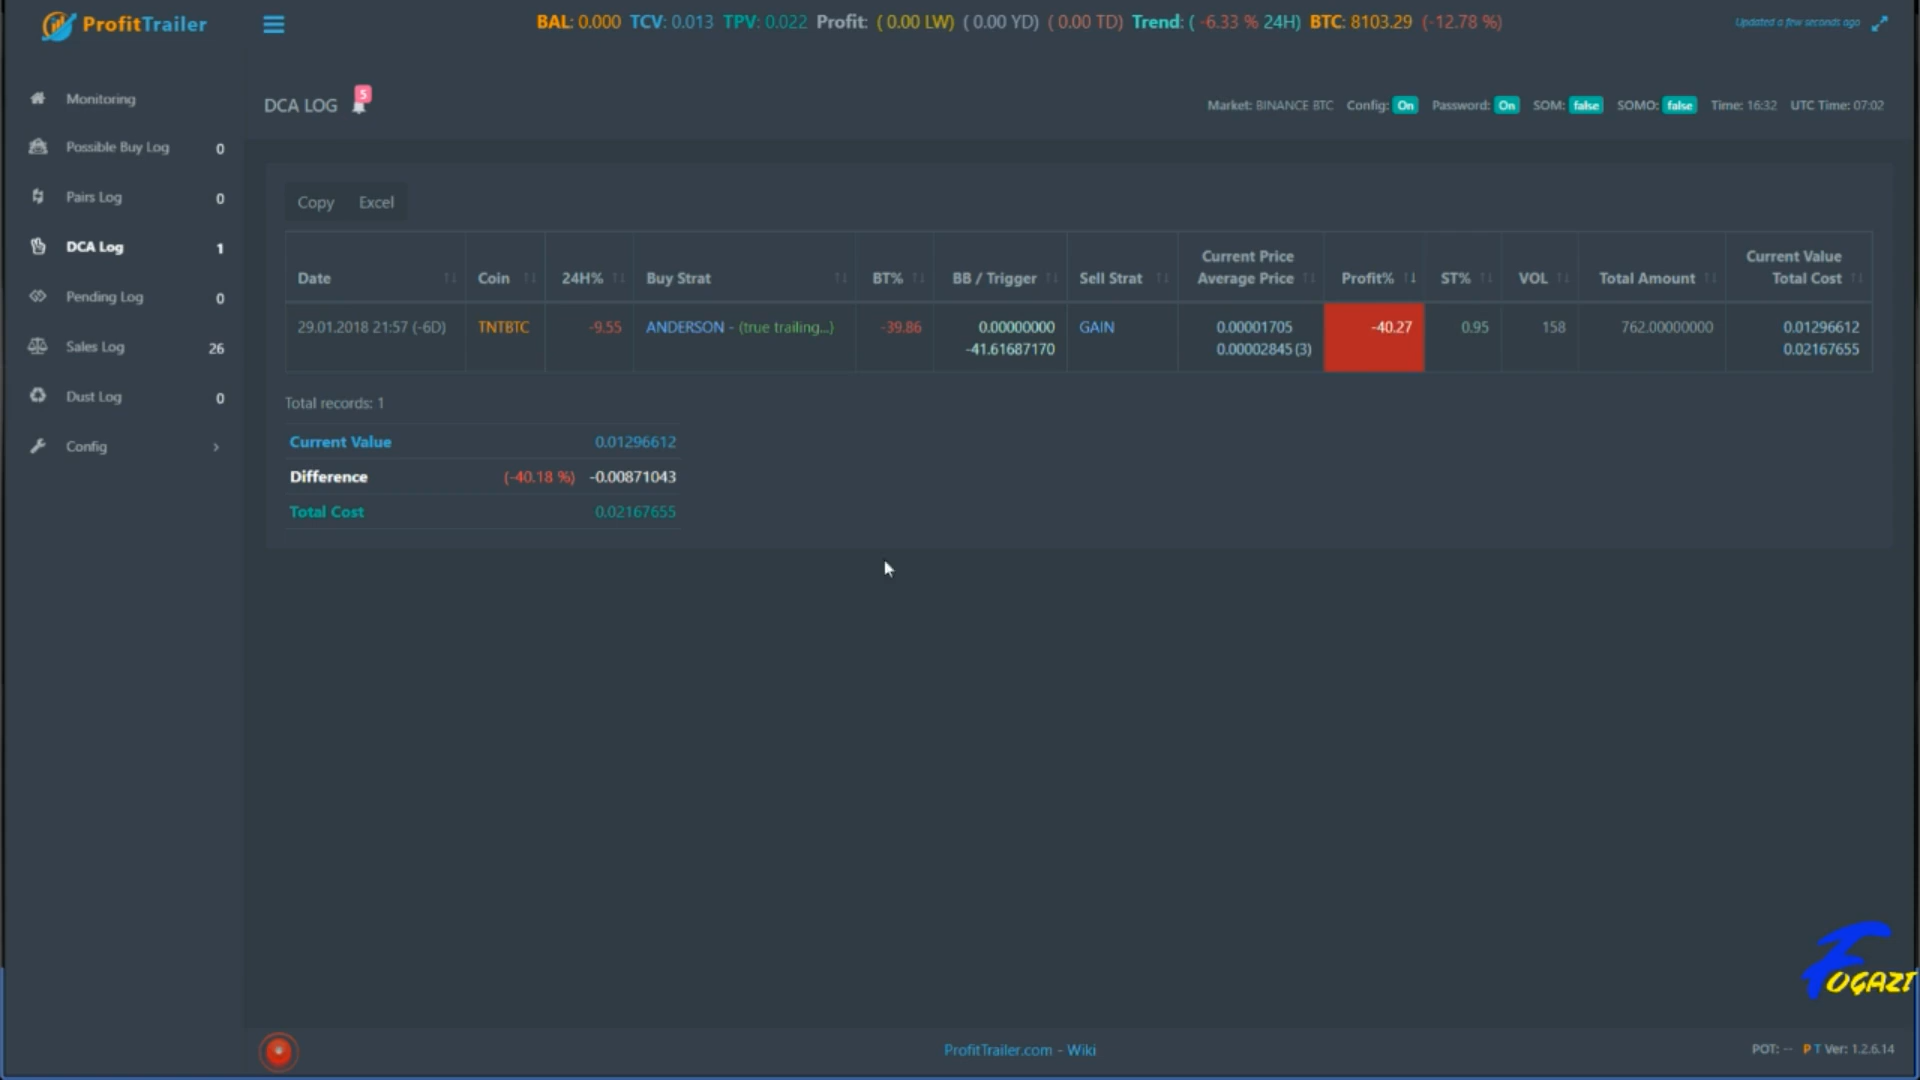 ProfitTrailer
BAL: 0.000 TCV: 0.013 TPV: 0.022 Profit: ( 0.00 LW) ( 0.00 YD) ( 0.00 TD) Trend: ( -6.33 % 24H) BTC: 8103.29 (-12.78 %)
Updated a few seconds ago
Monitoring
Possible Buy Log 0
Pairs Log 0
DCA Log 1
Pending Log 0
Sales Log 26
Dust Log 0
Config
DCA LOG 5
Market: BINANCE BTC Config: On Password: On SOM: false SOMO: false Time: 16:32 UTC Time: 07:02
Copy Excel
Date Coin 24H% Buy Strat BT% BB / Trigger Sell Strat Current Price Average Price Profit% ST% VOL Total Amount Current Value Total Cost
29.01.2018 21:57 (-6D) TNTBTC -9.55 ANDERSON - (true trailing...) -39.86 0.00000000 GAIN 0.00001705 -40.27 0.95 158 762.00000000 0.01296612
-41.61687170 0.00002845 (3) 0.02167655
Total records: 1
Current Value 0.01296612
Difference (-40.18 %) -0.00871043
Total Cost 0.02167655
FOGAZI
ProfitTrailer.com - Wiki
POT: -- PT Ver: 1.2.6.14